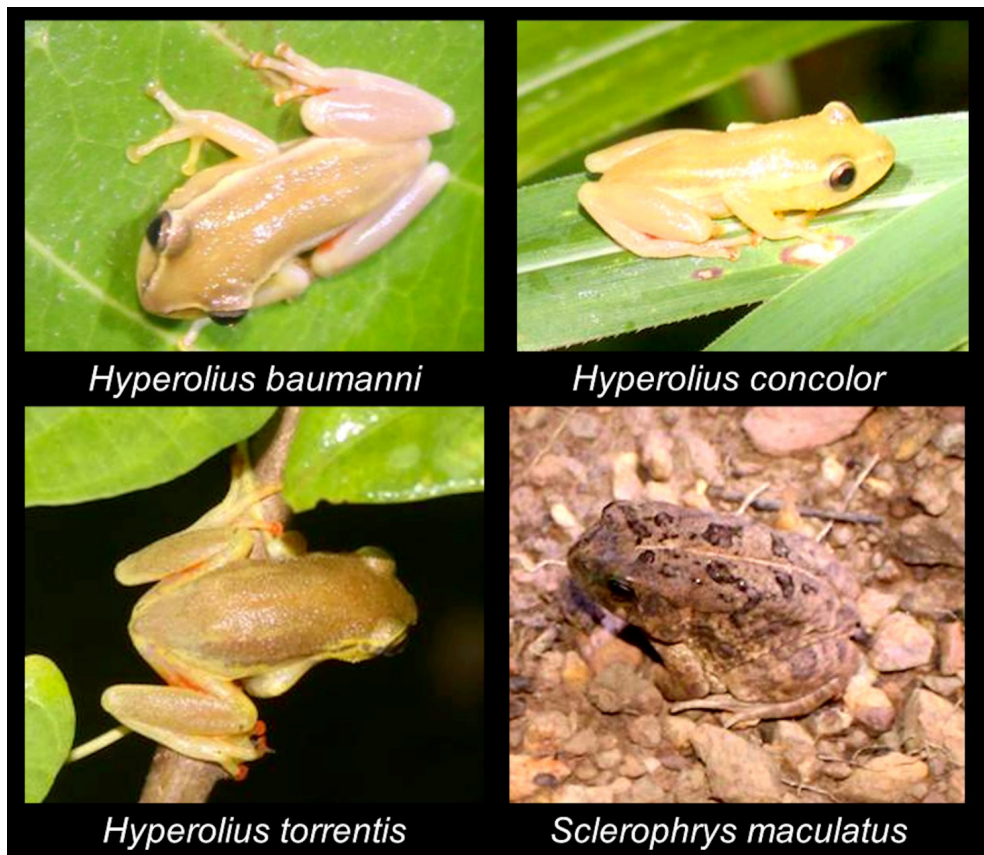 Hyperolius baumanni
Hyperolius concolor
Hyperolius torrentis
Sclerophrys maculatus